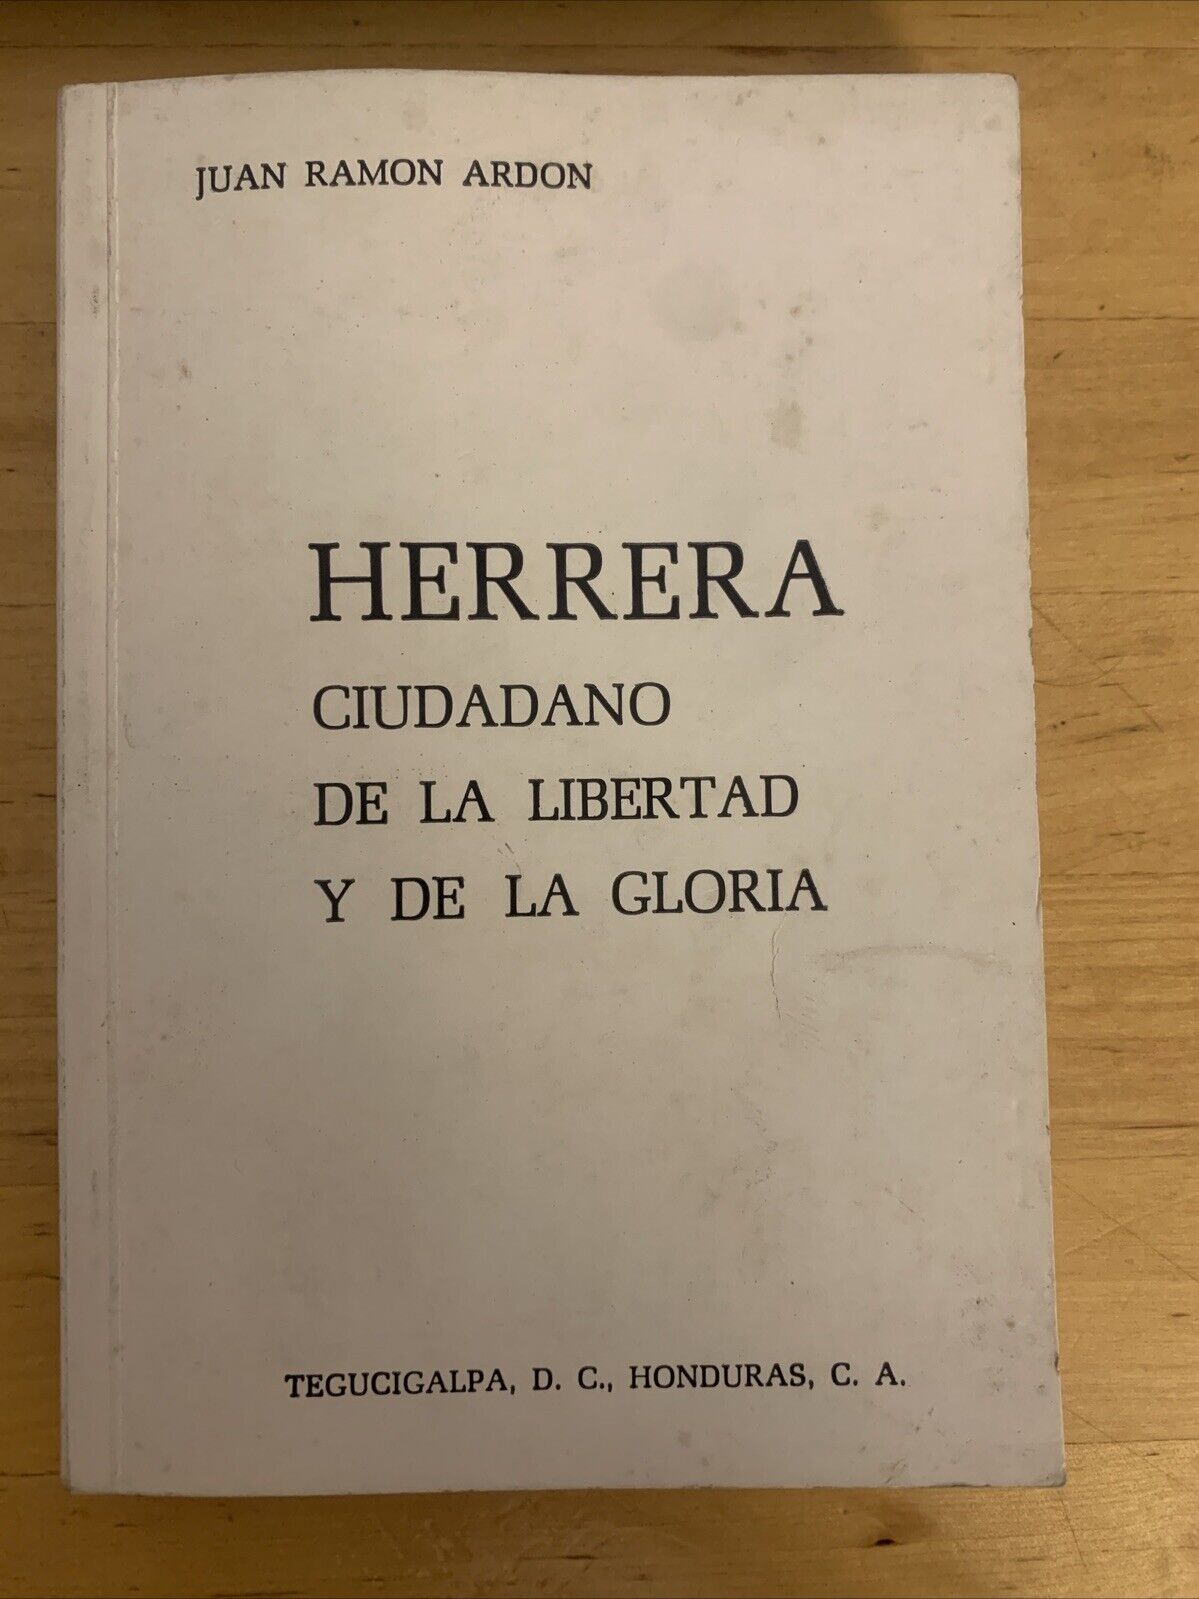 JUAN RAMON ARDON
HERRERA
CIUDADANO
DE LA LIBERTAD
Y DE LA GLORIA
TEGUCIGALPA, D. C., HONDURAS, C. A.